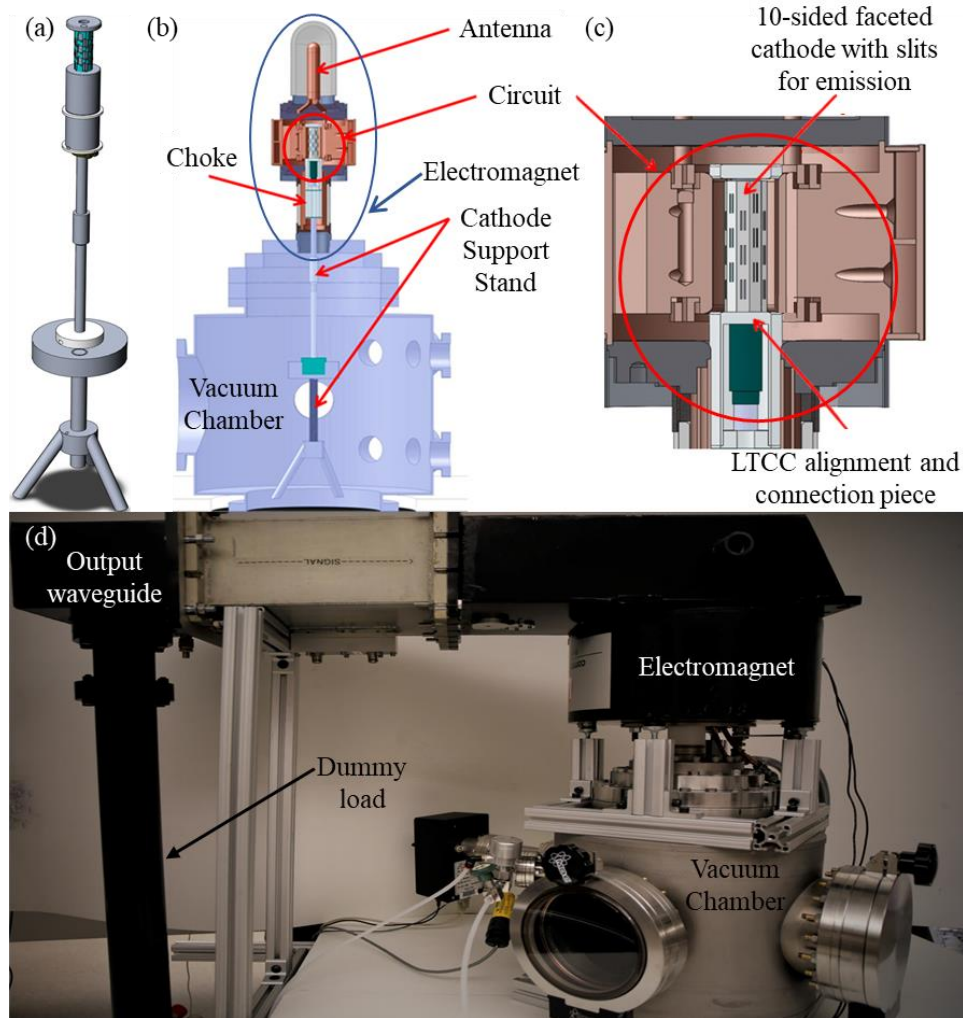 (a)
(b)
Antenna
Circuit
Choke
Electromagnet
Cathode
Support
Stand
Vacuum
Chamber
(c)
10-sided faceted
cathode with slits
for emission
LTCC alignment and
connection piece
(d)
Output
waveguide
SIGNAL
Electromagnet
Dummy
load
Vacuum
Chamber